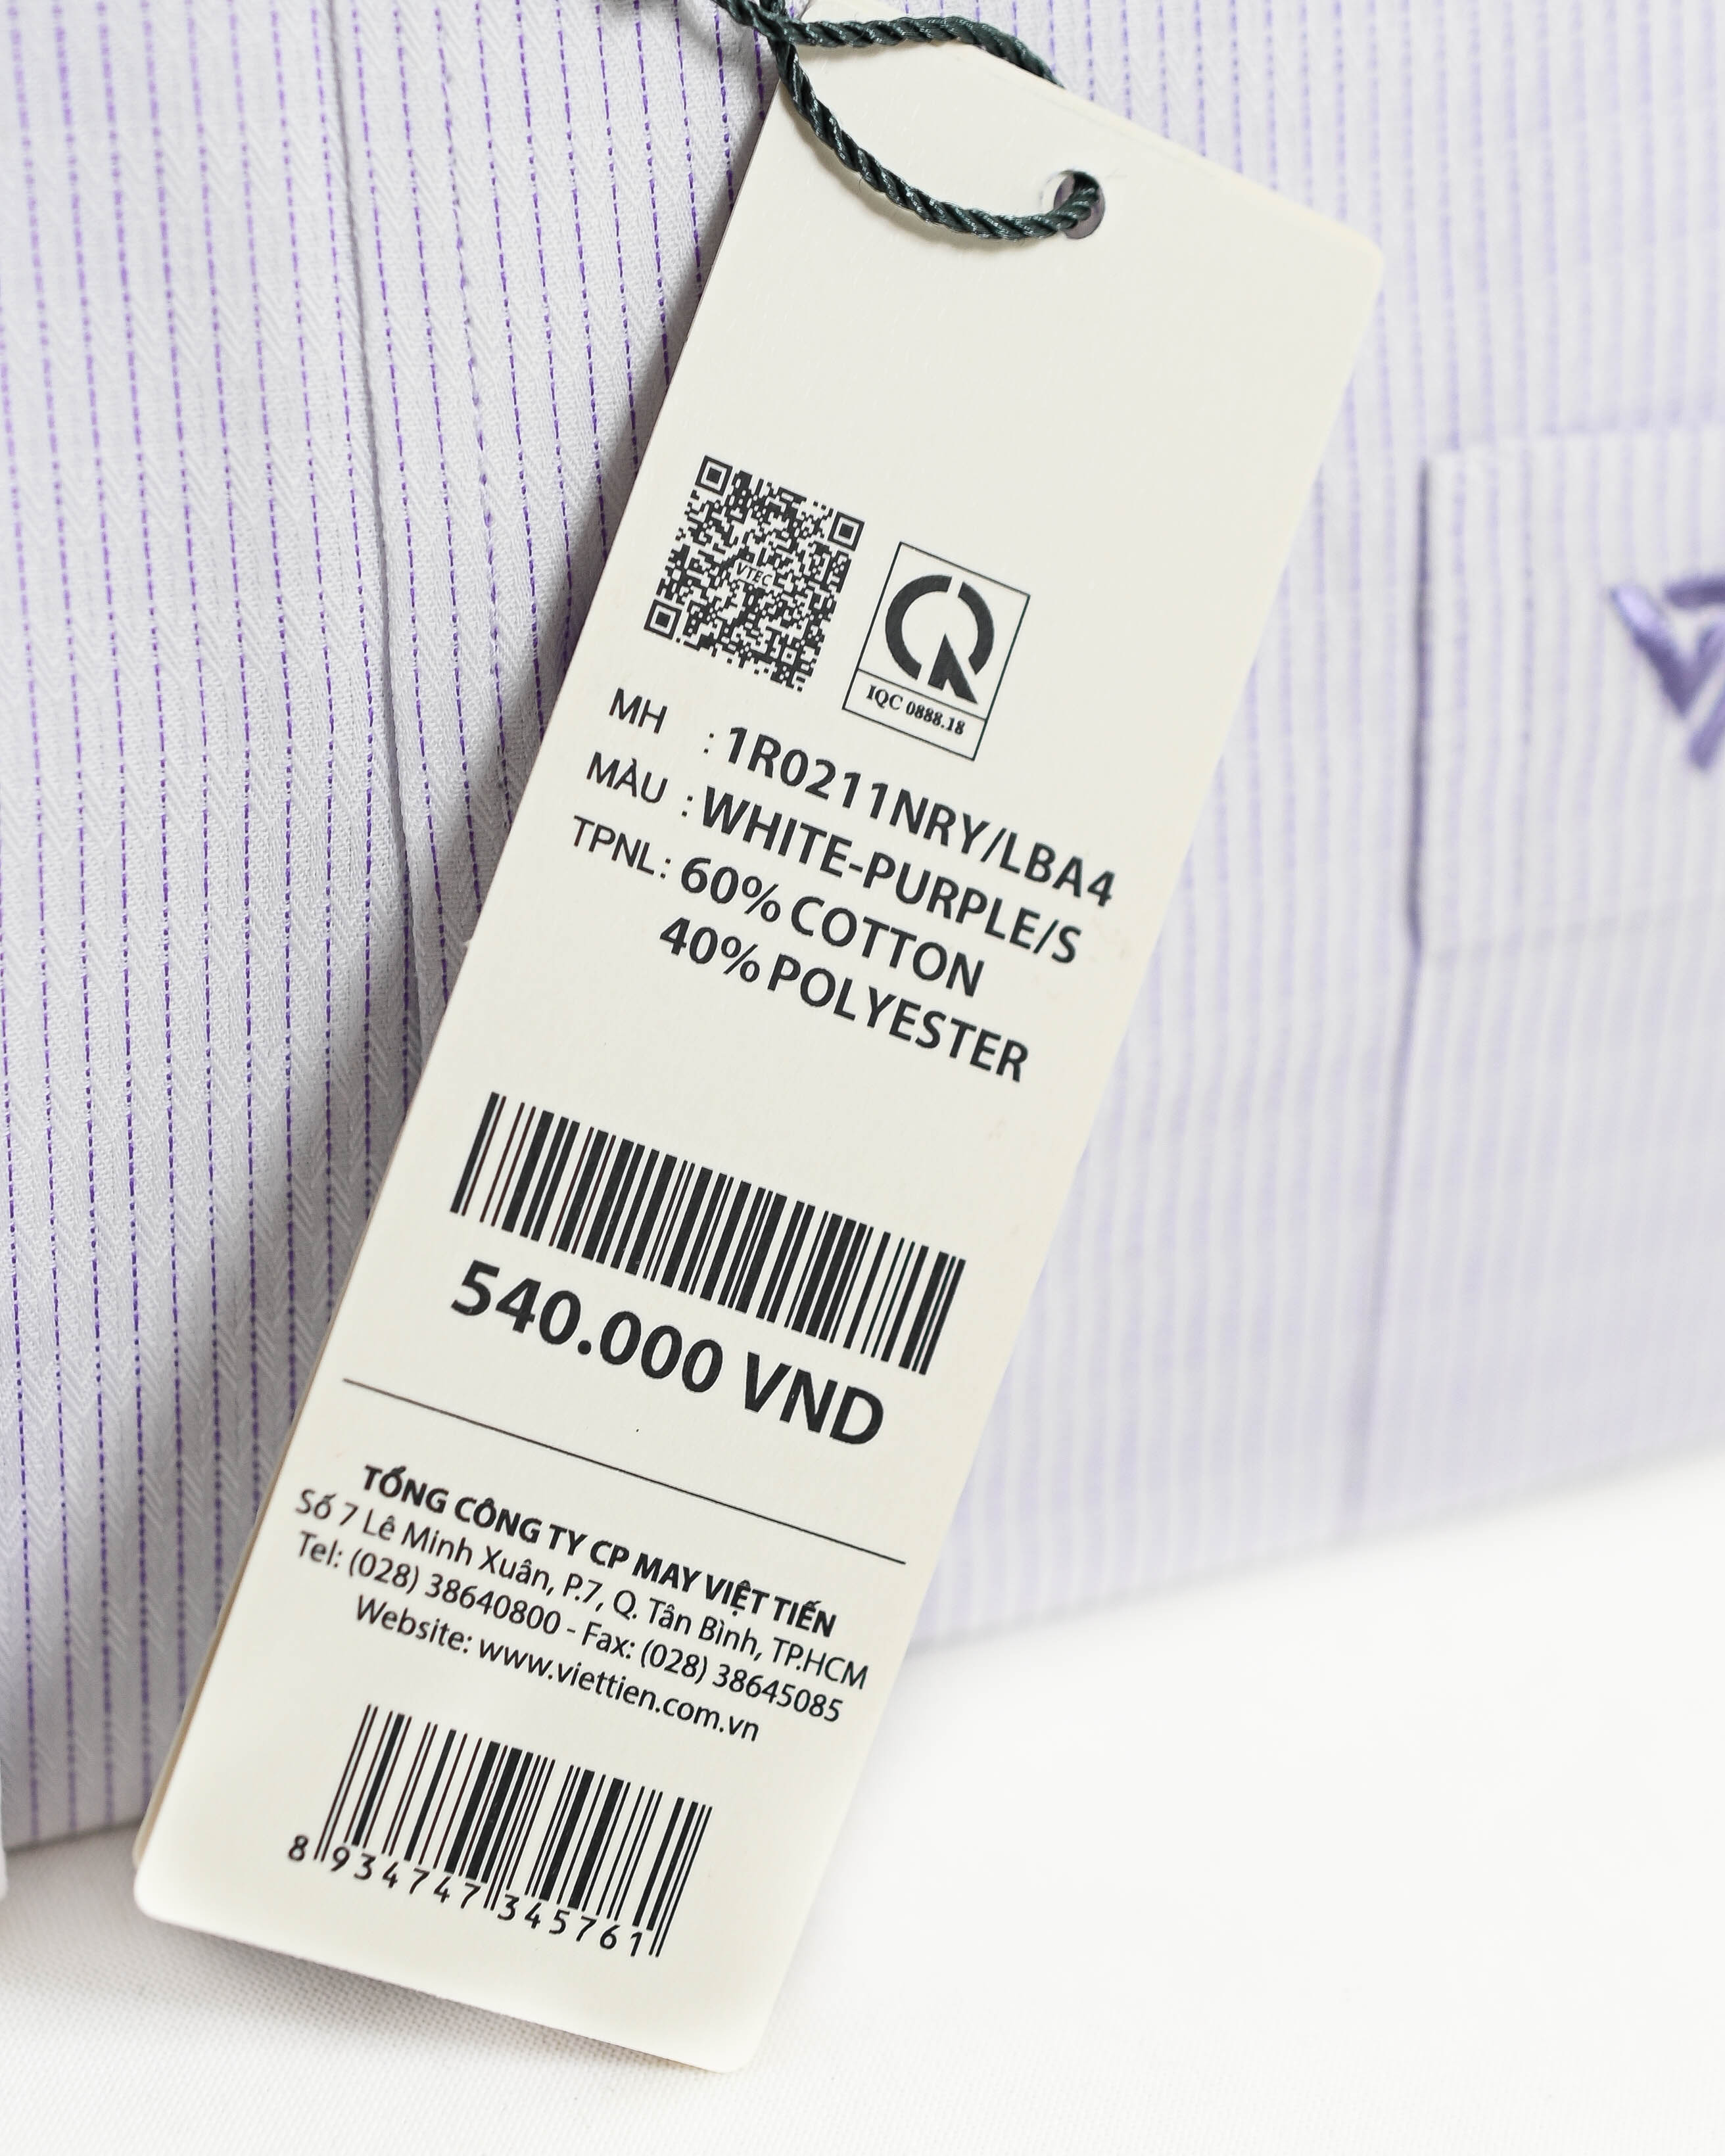 VTEC
IQC 0888.18
MH : 1R0211NRY/LBA4
MÀU : WHITE-PURPLE/S
TPNL: 60% COTTON
40% POLYESTER
540.000 VND
TỔNG CÔNG TY CP MAY VIỆT TIẾN
Số 7 Lê Minh Xuân, P.7, Q. Tân Bình, TP.HCM
Tel: (028) 38640800 - Fax: (028) 38645085
Website: www.viettien.com.vn
8 934747 345761